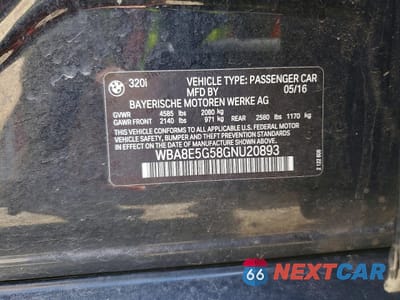 BMW
320i VEHICLE TYPE: PASSENGER CAR
MFD BY 05/16
BAYERISCHE MOTOREN WERKE AG
GVWR 4585 lbs 2080 kg
GAWR FRONT 2140 lbs 971 kg REAR 2580 lbs 1170 kg
THIS VEHICLE CONFORMS TO ALL APPLICABLE U.S. FEDERAL MOTOR
VEHICLE SAFETY, BUMPER, AND THEFT PREVENTION STANDARDS
IN EFFECT ON THE DATE OF MANUFACTURE SHOWN ABOVE.
WBA8E5G58GNU20893
66 NEXTCAR